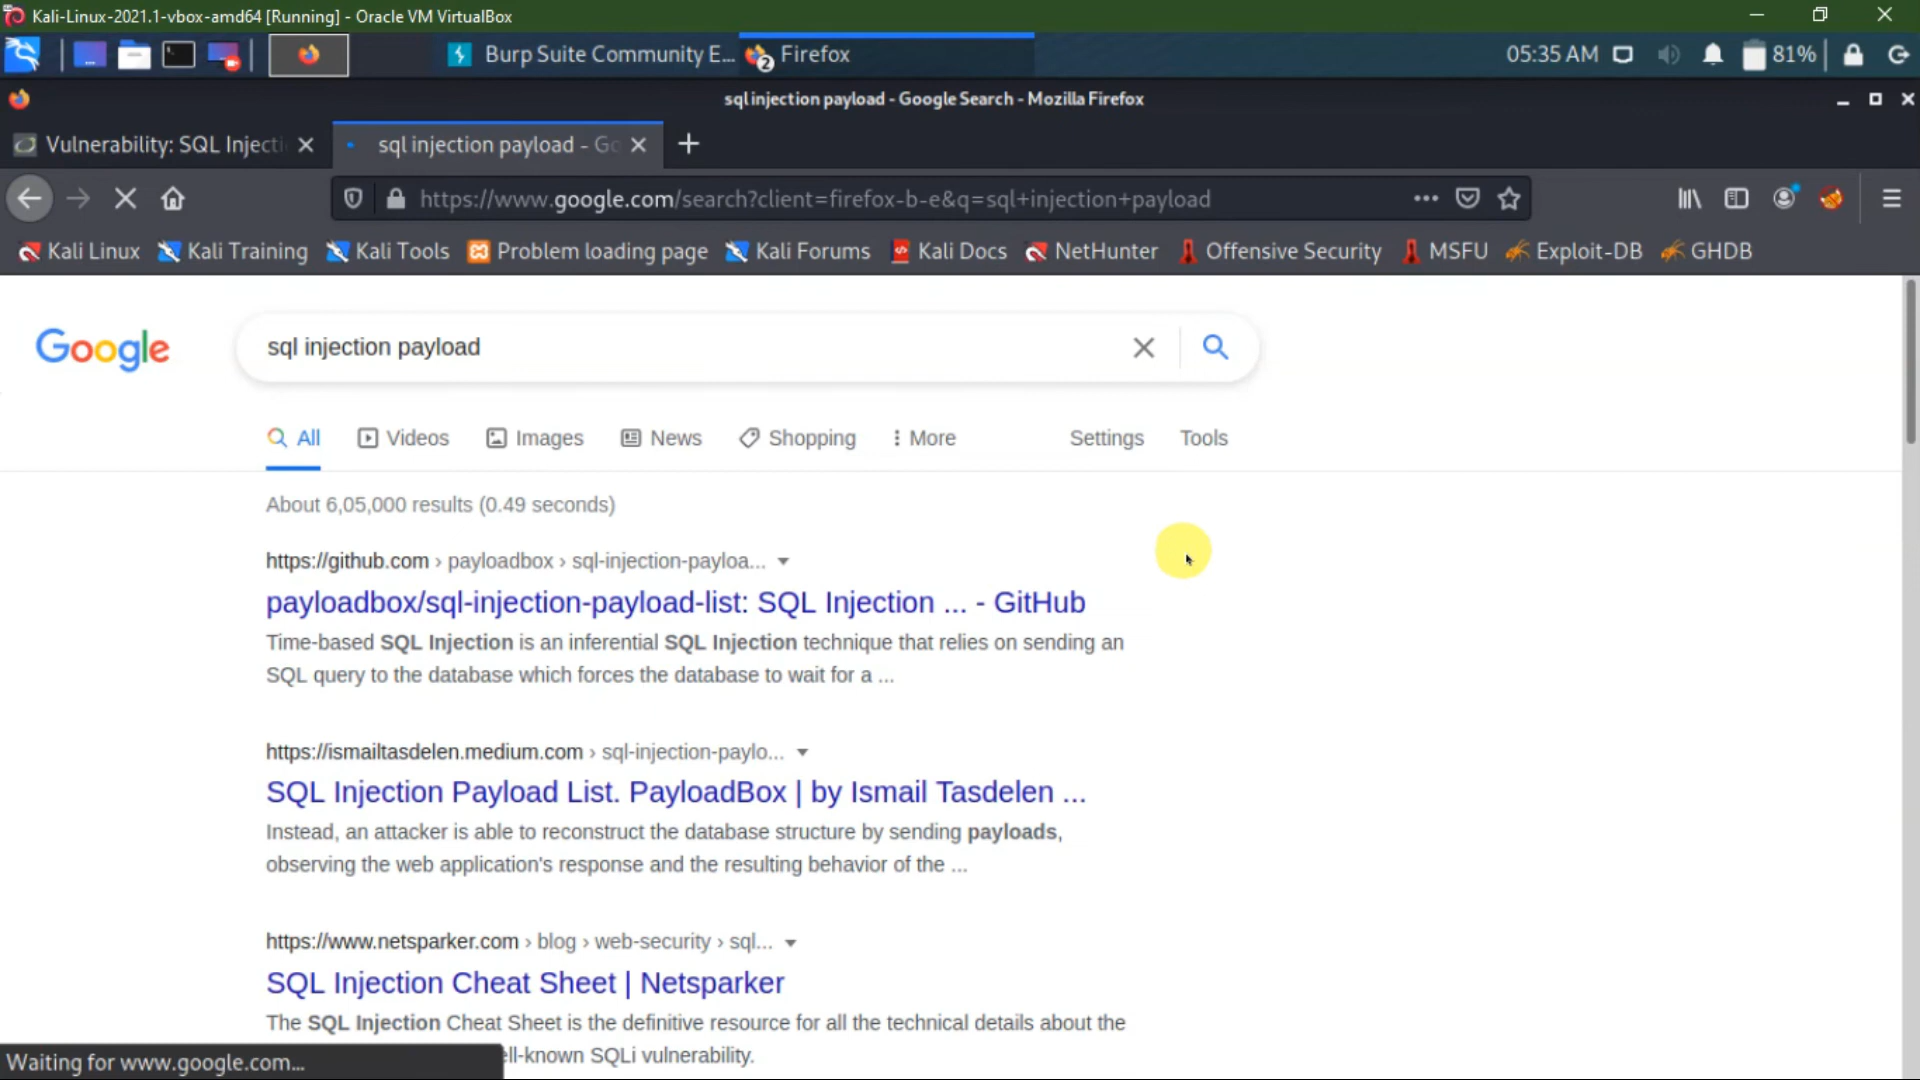 Kali-Linux-2021.1-vbox-amd64 [Running] - Oracle VM VirtualBox
Burp Suite Community E... Firefox 05:35 AM 81%
2
sql injection payload - Google Search - Mozilla Firefox
Vulnerability: SQL Injecti sql injection payload - Go
https://www.google.com/search?client=firefox-b-e&q=sql+injection+payload
Kali Linux Kali Training Kali Tools Problem loading page Kali Forums Kali Docs NetHunter Offensive Security MSFU Exploit-DB GHDB
Google sql injection payload
All Videos Images News Shopping More Settings Tools
About 6,05,000 results (0.49 seconds)
https://github.com › payloadbox › sql-injection-payloa...
payloadbox/sql-injection-payload-list: SQL Injection ... - GitHub
Time-based SQL Injection is an inferential SQL Injection technique that relies on sending an
SQL query to the database which forces the database to wait for a ...
https://ismailtasdelen.medium.com › sql-injection-paylo...
SQL Injection Payload List. PayloadBox | by Ismail Tasdelen ...
Instead, an attacker is able to reconstruct the database structure by sending payloads,
observing the web application's response and the resulting behavior of the ...
https://www.netsparker.com › blog › web-security › sql...
SQL Injection Cheat Sheet | Netsparker
The SQL Injection Cheat Sheet is the definitive resource for all the technical details about the
Waiting for www.google.com... ell-known SQLi vulnerability.